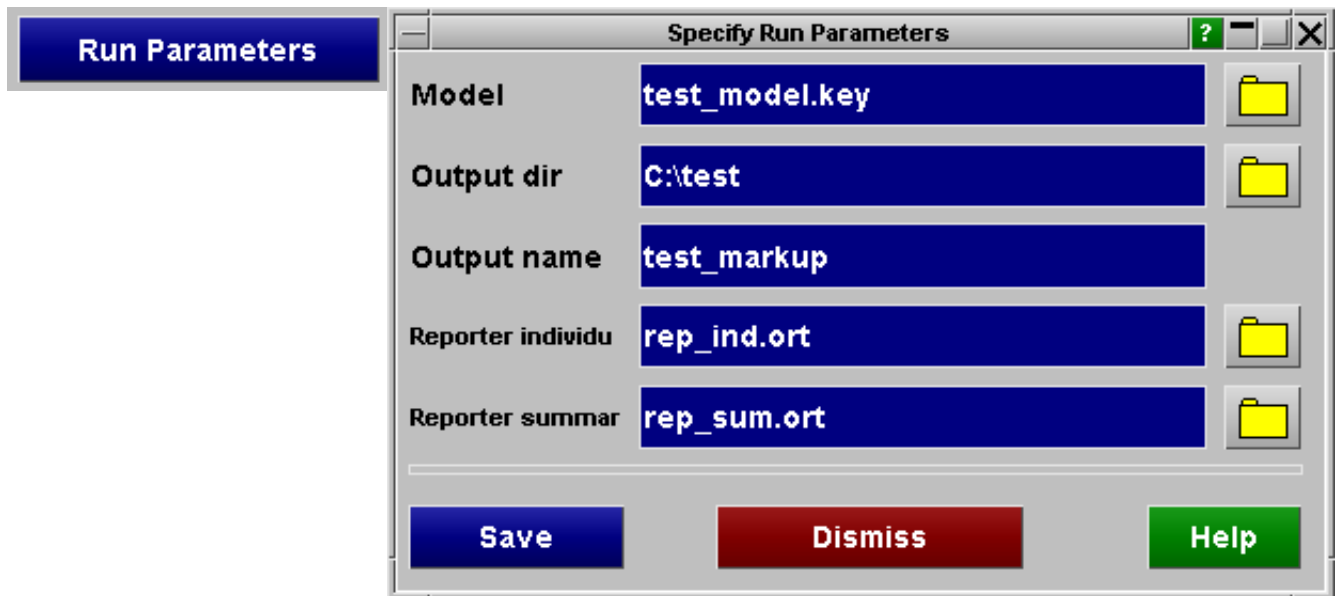 Run Parameters
Specify Run Parameters ?
Model test_model.key
Output dir C:\test
Output name test_markup
Reporter individu rep_ind.ort
Reporter summar rep_sum.ort
Save Dismiss Help